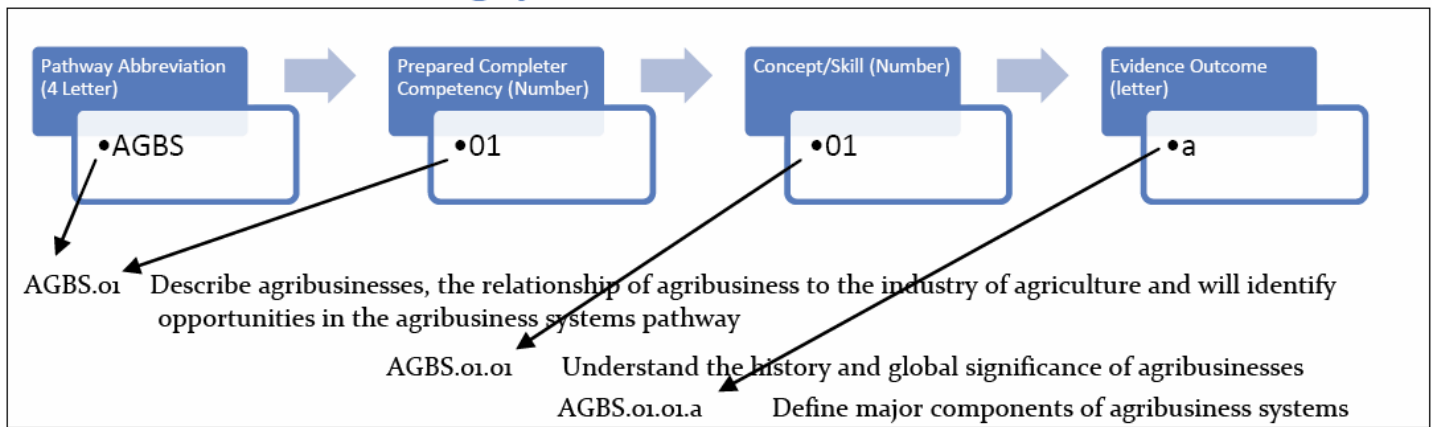 Pathway Abbreviation
(4 Letter)
•AGBS
Prepared Completer
Competency (Number)
•01
Concept/Skill (Number)
•01
Evidence Outcome
(letter)
•a
AGBS.01 Describe agribusinesses, the relationship of agribusiness to the industry of agriculture and will identify
opportunities in the agribusiness systems pathway
AGBS.01.01 Understand the history and global significance of agribusinesses
AGBS.01.01.a Define major components of agribusiness systems